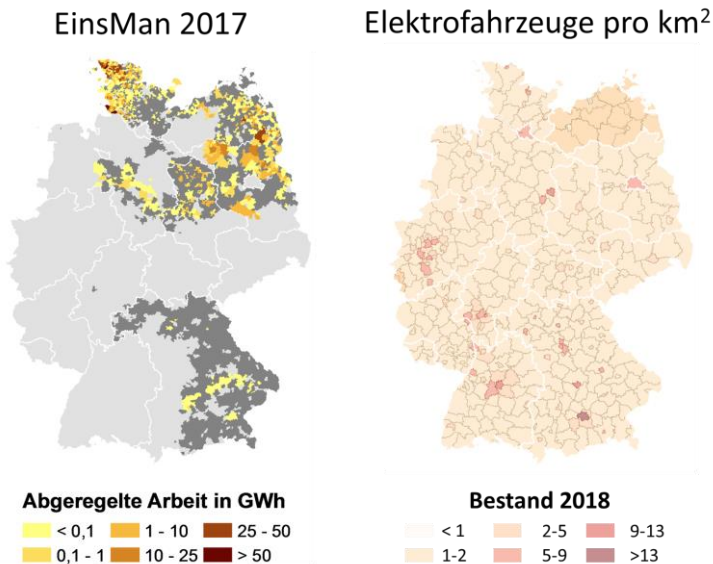 EinsMan 2017
Elektrofahrzeuge pro km²
Abgeregelte Arbeit in GWh
< 0,1 1 - 10 25 - 50
0,1 - 1 10 - 25 > 50
Bestand 2018
< 1 2-5 9-13
1-2 5-9 >13